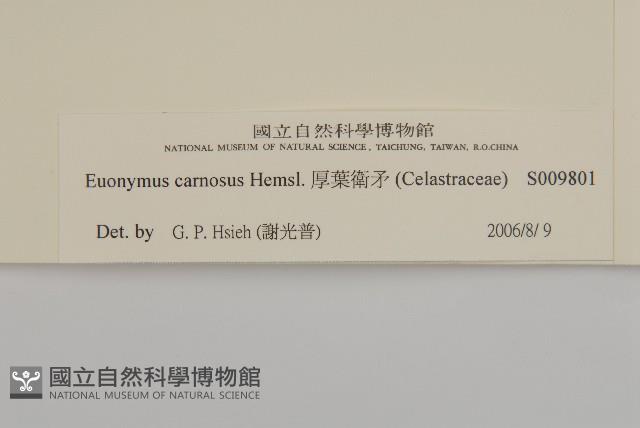 國立自然科學博物館
NATIONAL MUSEUM OF NATURAL SCIENCE, TAICHUNG, TAIWAN, R.O.CHINA
Euonymus carnosus Hemsl. 厚葉衛矛 (Celastraceae) S009801
Det. by G. P. Hsieh (謝光普) 2006/8/ 9
國立自然科學博物館
NATIONAL MUSEUM OF NATURAL SCIENCE